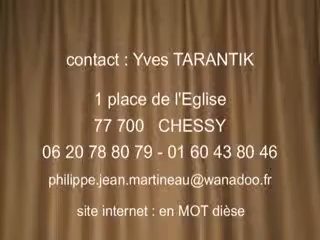 contact : Yves TARANTIK
1 place de l'Eglise
77 700 CHESSY
06 20 78 80 79 - 01 60 43 80 46
philippe.jean.martineau@wanadoo.fr
site internet : en MOT dièse